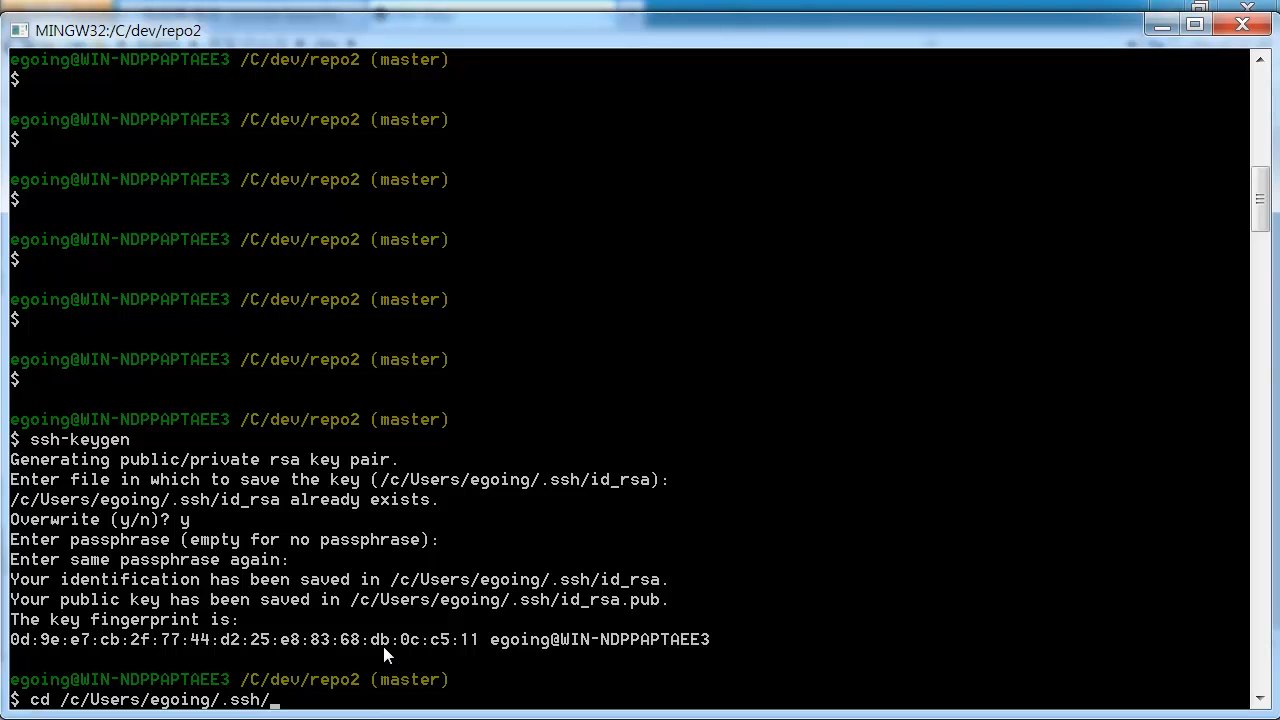 MINGW32:/C/dev/repo2
egoing@WIN-NDPPAPTAEE3 /C/dev/repo2 (master)
$
egoing@WIN-NDPPAPTAEE3 /C/dev/repo2 (master)
$
egoing@WIN-NDPPAPTAEE3 /C/dev/repo2 (master)
$
egoing@WIN-NDPPAPTAEE3 /C/dev/repo2 (master)
$
egoing@WIN-NDPPAPTAEE3 /C/dev/repo2 (master)
$
egoing@WIN-NDPPAPTAEE3 /C/dev/repo2 (master)
$
egoing@WIN-NDPPAPTAEE3 /C/dev/repo2 (master)
$ ssh-keygen
Generating public/private rsa key pair.
Enter file in which to save the key (/c/Users/egoing/.ssh/id_rsa):
/c/Users/egoing/.ssh/id_rsa already exists.
Overwrite (y/n)? y
Enter passphrase (empty for no passphrase):
Enter same passphrase again:
Your identification has been saved in /c/Users/egoing/.ssh/id_rsa.
Your public key has been saved in /c/Users/egoing/.ssh/id_rsa.pub.
The key fingerprint is:
0d:9e:e7:cb:2f:77:44:d2:25:e8:83:68:db:0c:c5:11 egoing@WIN-NDPPAPTAEE3
egoing@WIN-NDPPAPTAEE3 /C/dev/repo2 (master)
$ cd /c/Users/egoing/.ssh/